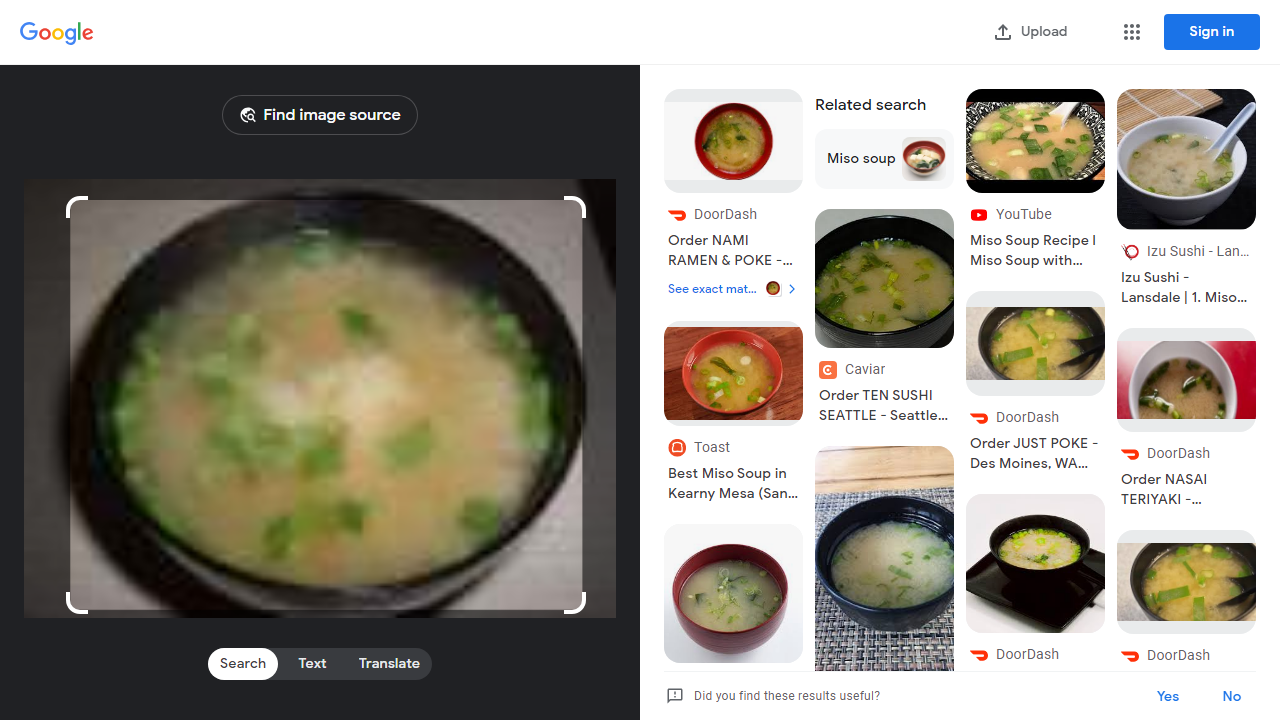 Google
Upload
Sign in
Find image source
Search
Text
Translate
DoorDash
Order NAMI
RAMEN & POKE -...
See exact mat...
Toast
Best Miso Soup in
Kearny Mesa (San...
Related search
Miso soup
Caviar
Order TEN SUSHI
SEATTLE - Seattle...
YouTube
Miso Soup Recipe I
Miso Soup with...
DoorDash
Order JUST POKE -
Des Moines, WA...
DoorDash
Izu Sushi - Lan...
Izu Sushi -
Lansdale | 1. Miso...
DoorDash
Order NASAI
TERIYAKI -...
DoorDash
Did you find these results useful?
Yes
No